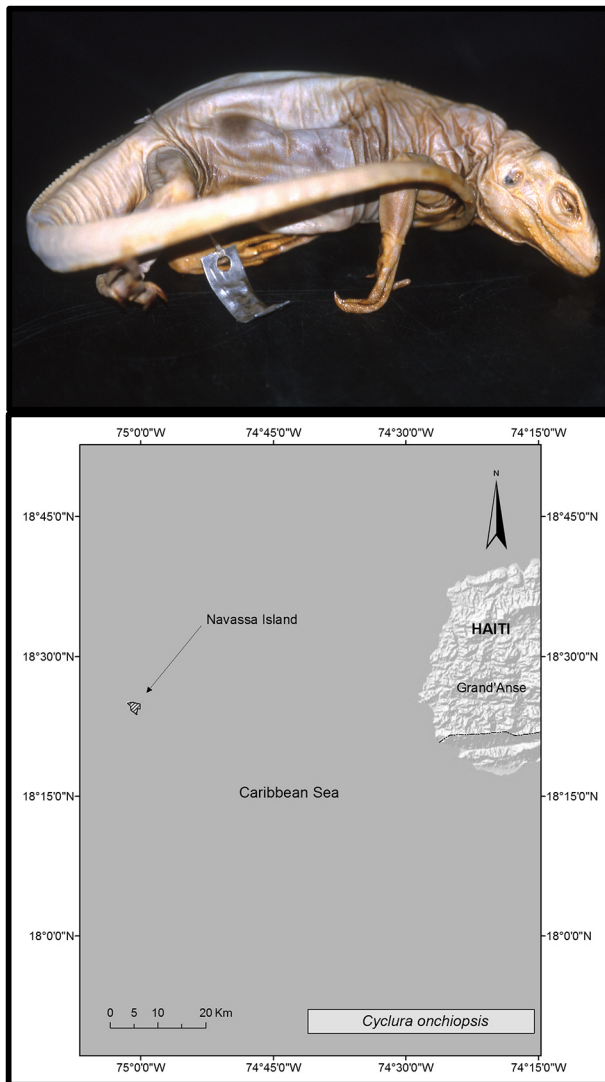 75°0'0"W 74°45'0"W 74°30'0"W 74°15'0"W
N
18°45'0"N 18°45'0"N
Navassa Island
HAITI
18°30'0"N 18°30'0"N
Grand'Anse
18°15'0"N Caribbean Sea 18°15'0"N
18°0'0"N 18°0'0"N
0 5 10 20 Km
Cyclura onchiopsis
75°0'0"W 74°45'0"W 74°30'0"W 74°15'0"W